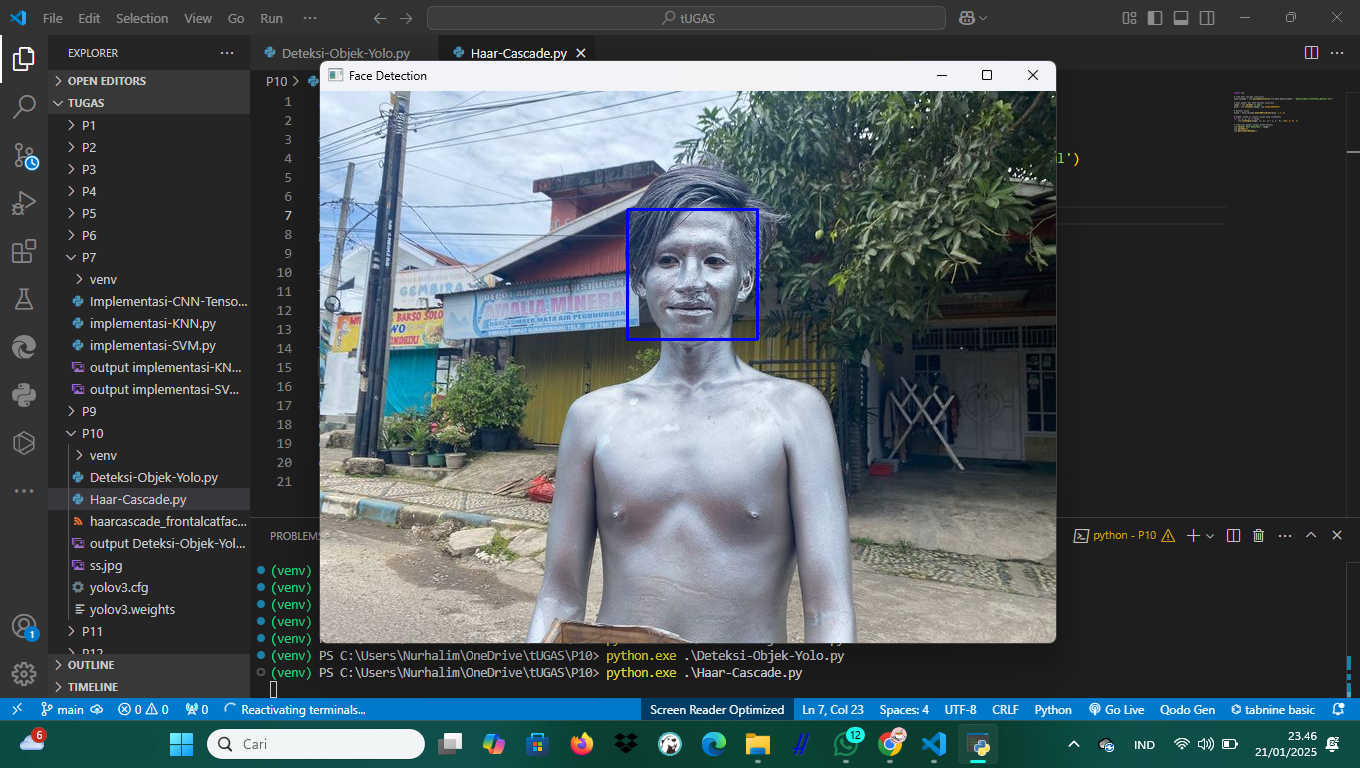 File Edit Selection View Go Run ··· tUGAS
EXPLORER ···
Deteksi-Objek-Yolo.py Haar-Cascade.py
OPEN EDITORS
Face Detection
P10
TUGAS
P1
P2
P3
P4
P5
P6
P7
venv
Implementasi-CNN-Tenso...
implementasi-KNN.py
implementasi-SVM.py
output implementasi-KN...
output implementasi-SV...
P9
P10
venv
Deteksi-Objek-Yolo.py
Haar-Cascade.py
haarcascade_frontalcatfac...
output Deteksi-Objek-Yol...
ss.jpg
yolov3.cfg
yolov3.weights
P11
P12
OUTLINE
TIMELINE
1
2
3
4
5
6
7
8
9
10
11
12
13
14
15
16
17
18
19
20
21
l')
GEMBIRA
DEPOT AIR MINUM ISI ULANG
AMALIA MINERA
BAKSO SOLO
PROBLEMS
python - P10
(venv)
(venv)
(venv)
(venv)
(venv)
(venv) PS C:\Users\Nurhalim\OneDrive\tUGAS\P10> python.exe .\Deteksi-Objek-Yolo.py
(venv) PS C:\Users\Nurhalim\OneDrive\tUGAS\P10> python.exe .\Haar-Cascade.py
1
main 0 0 0 Reactivating terminals... Screen Reader Optimized Ln 7, Col 23 Spaces: 4 UTF-8 CRLF Python Go Live Qodo Gen tabnine basic
6 Cari 12 IND 23.46
21/01/2025